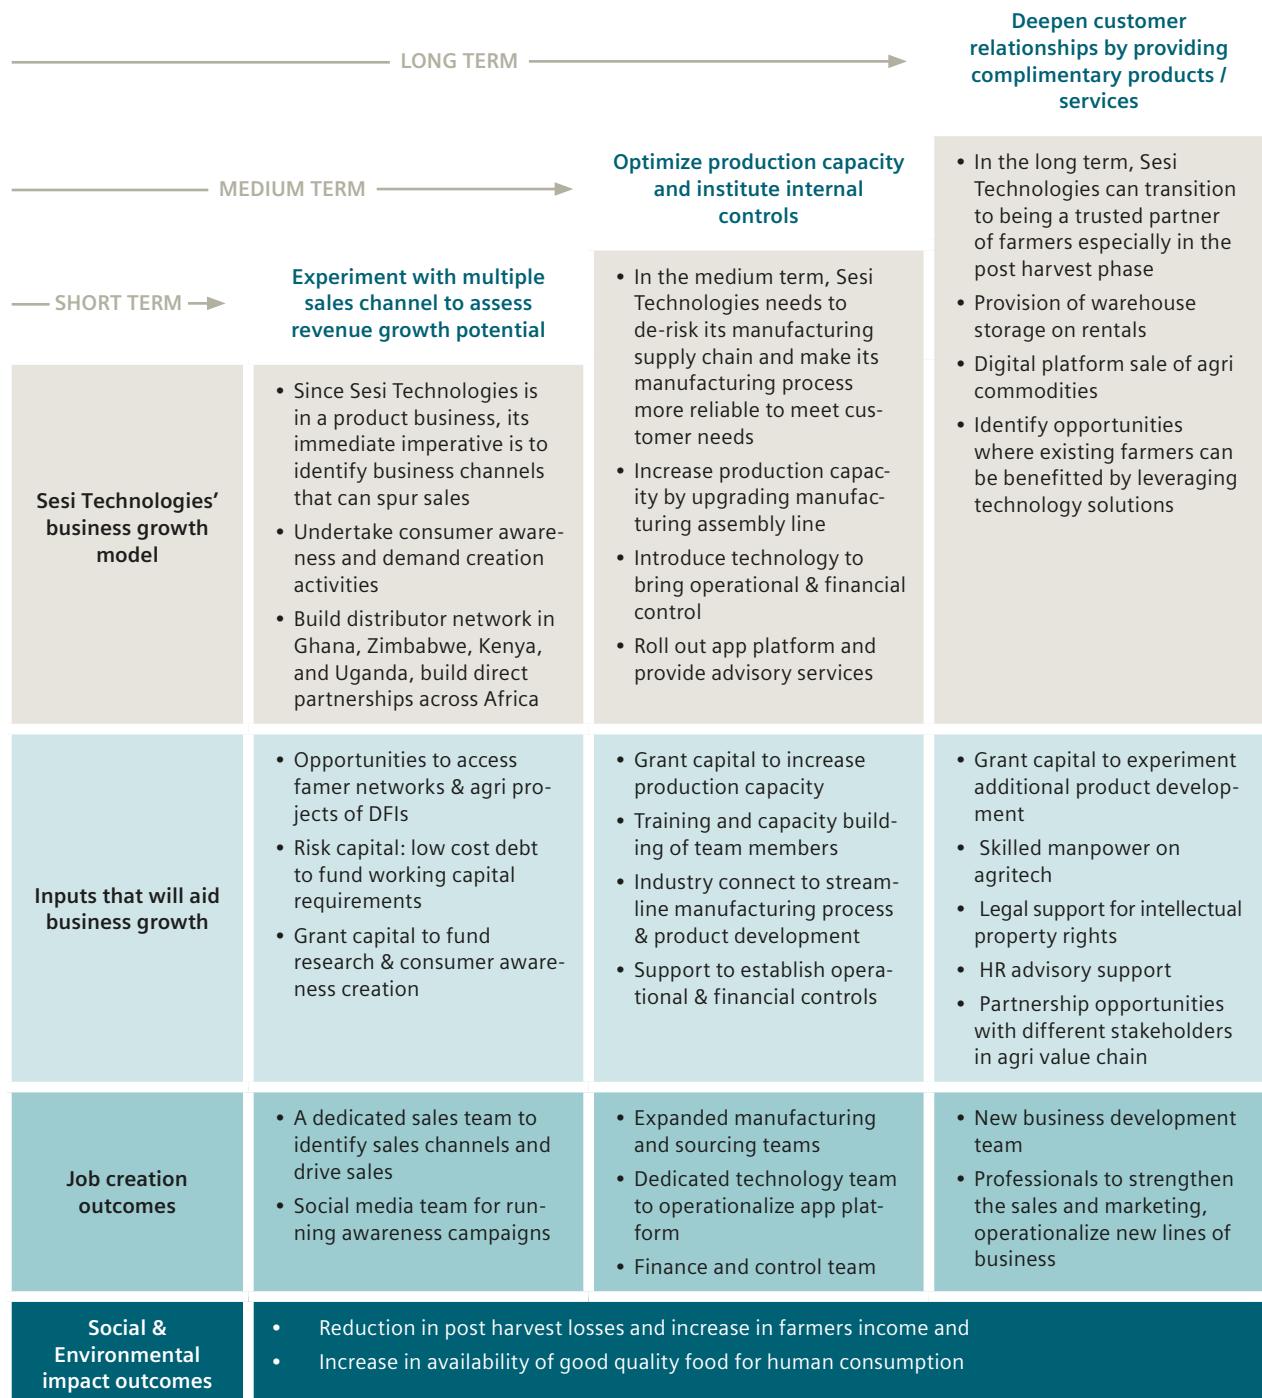 LONG TERM
Deepen customer
relationships by providing
complimentary products /
services
MEDIUM TERM
Optimize production capacity
and institute internal
controls
SHORT TERM
Experiment with multiple
sales channel to assess
revenue growth potential
Sesi Technologies’
business growth
model
• Since Sesi Technologies is
in a product business, its
immediate imperative is to
identify business channels
that can spur sales
• Undertake consumer aware-
ness and demand creation
activities
• Build distributor network in
Ghana, Zimbabwe, Kenya,
and Uganda, build direct
partnerships across Africa
• In the medium term, Sesi
Technologies needs to
de-risk its manufacturing
supply chain and make its
manufacturing process
more reliable to meet cus-
tomer needs
• Increase production capac-
ity by upgrading manufac-
turing assembly line
• Introduce technology to
bring operational & financial
control
• Roll out app platform and
provide advisory services
• In the long term, Sesi
Technologies can transition
to being a trusted partner
of farmers especially in the
post harvest phase
• Provision of warehouse
storage on rentals
• Digital platform sale of agri
commodities
• Identify opportunities
where existing farmers can
be benefitted by leveraging
technology solutions
Inputs that will aid
business growth
• Opportunities to access
famer networks & agri pro-
jects of DFIs
• Risk capital: low cost debt
to fund working capital
requirements
• Grant capital to fund
research & consumer aware-
ness creation
• Grant capital to increase
production capacity
• Training and capacity build-
ing of team members
• Industry connect to stream-
line manufacturing process
& product development
• Support to establish opera-
tional & financial controls
• Grant capital to experiment
additional product develop-
ment
• Skilled manpower on
agritech
• Legal support for intellectual
property rights
• HR advisory support
• Partnership opportunities
with different stakeholders
in agri value chain
Job creation
outcomes
• A dedicated sales team to
identify sales channels and
drive sales
• Social media team for run-
ning awareness campaigns
• Expanded manufacturing
and sourcing teams
• Dedicated technology team
to operationalize app plat-
form
• Finance and control team
• New business development
team
• Professionals to strengthen
the sales and marketing,
operationalize new lines of
business
Social &
Environmental
impact outcomes
• Reduction in post harvest losses and increase in farmers income and
• Increase in availability of good quality food for human consumption